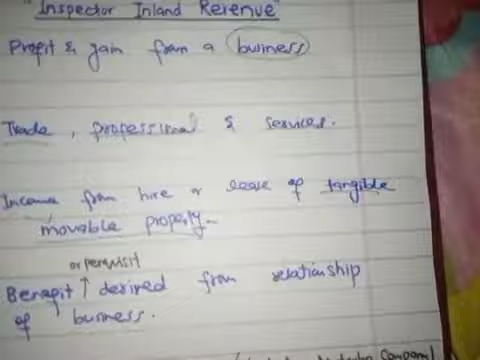 "Inspector Inland Revenue"
Profit & gain from a business
Trade, professional & services.
Income from hire or lease of tangible
movable property.
or perquisit
Benefit ↑ desired from relationship
of business.